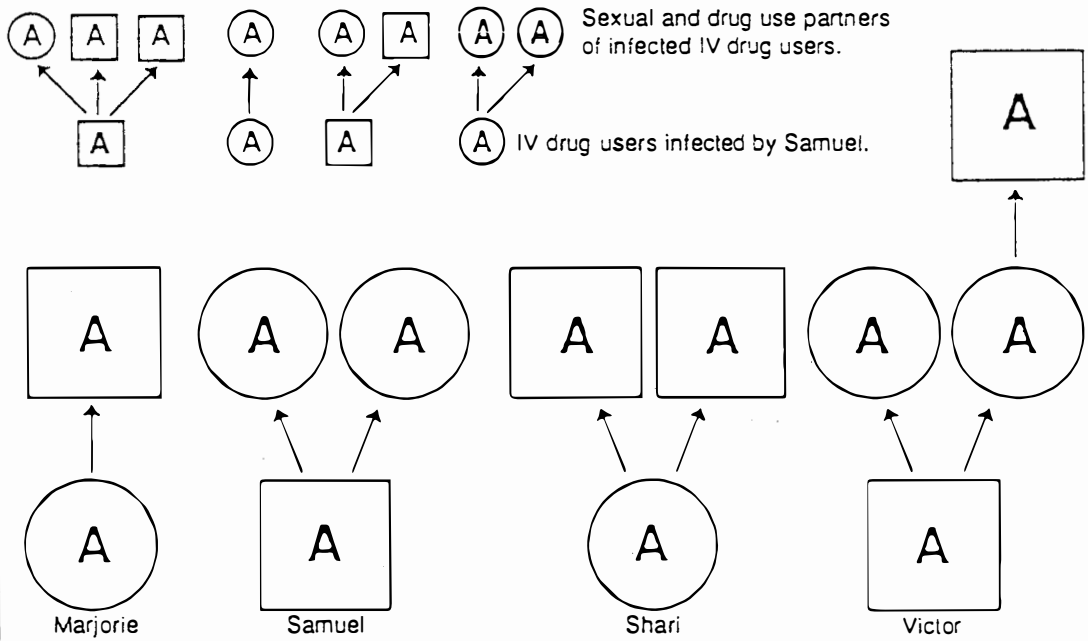 A A A A A A A A
Sexual and drug use partners
of infected IV drug users.
A A A A
IV drug users infected by Samuel.
A
A A A A A A A
A A A A
Marjorie Samuel Shari Victor